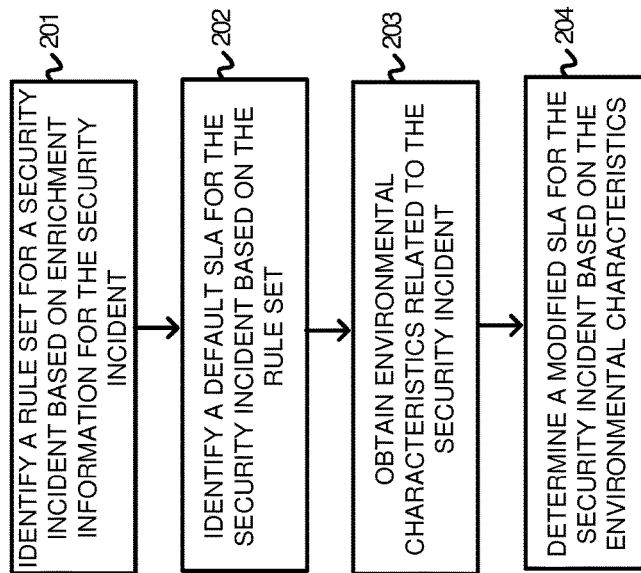 201
IDENTIFY A RULE SET FOR A SECURITY
INCIDENT BASED ON ENRICHMENT
INFORMATION FOR THE SECURITY
INCIDENT
202
IDENTIFY A DEFAULT SLA FOR THE
SECURITY INCIDENT BASED ON THE
RULE SET
203
OBTAIN ENVIRONMENTAL
CHARACTERISTICS RELATED TO THE
SECURITY INCIDENT
204
DETERMINE A MODIFIED SLA FOR THE
SECURITY INCIDENT BASED ON THE
ENVIRONMENTAL CHARACTERISTICS